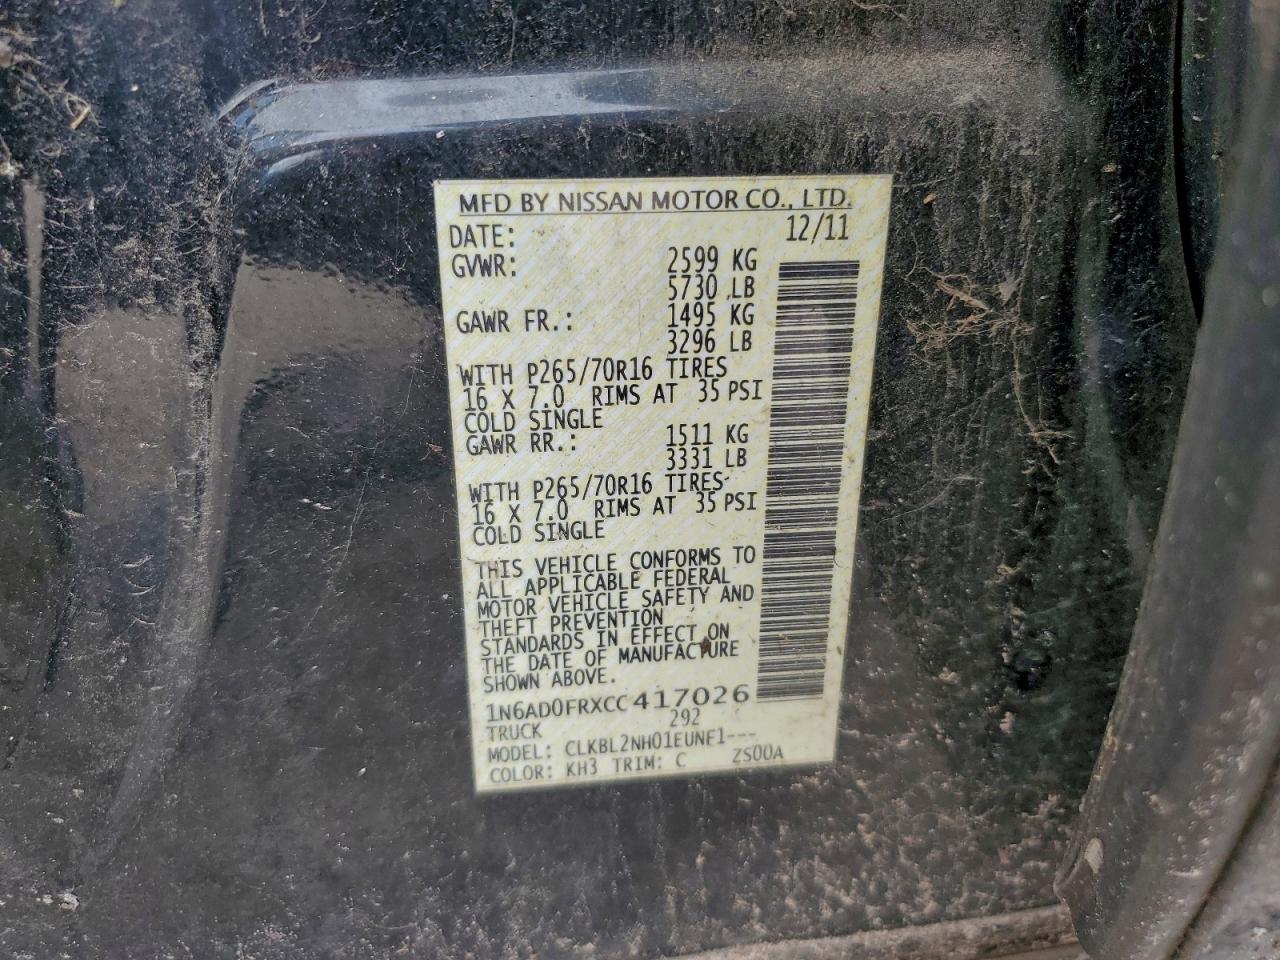 MFD BY NISSAN MOTOR CO., LTD.
DATE: 12/11
GVWR: 2599 KG
5730 LB
GAWR FR.: 1495 KG
3296 LB
WITH P265/70R16 TIRES
16 X 7.0 RIMS AT 35 PSI
COLD SINGLE
GAWR RR.: 1511 KG
3331 LB
WITH P265/70R16 TIRES
16 X 7.0 RIMS AT 35 PSI
COLD SINGLE
THIS VEHICLE CONFORMS TO
ALL APPLICABLE FEDERAL
MOTOR VEHICLE SAFETY AND
THEFT PREVENTION
STANDARDS IN EFFECT ON
THE DATE OF MANUFACTURE
SHOWN ABOVE.
1N6AD0FRXCC417026
TRUCK 292
MODEL: CLKBL2NH01EUNF1---
COLOR: KH3 TRIM: C ZS00A